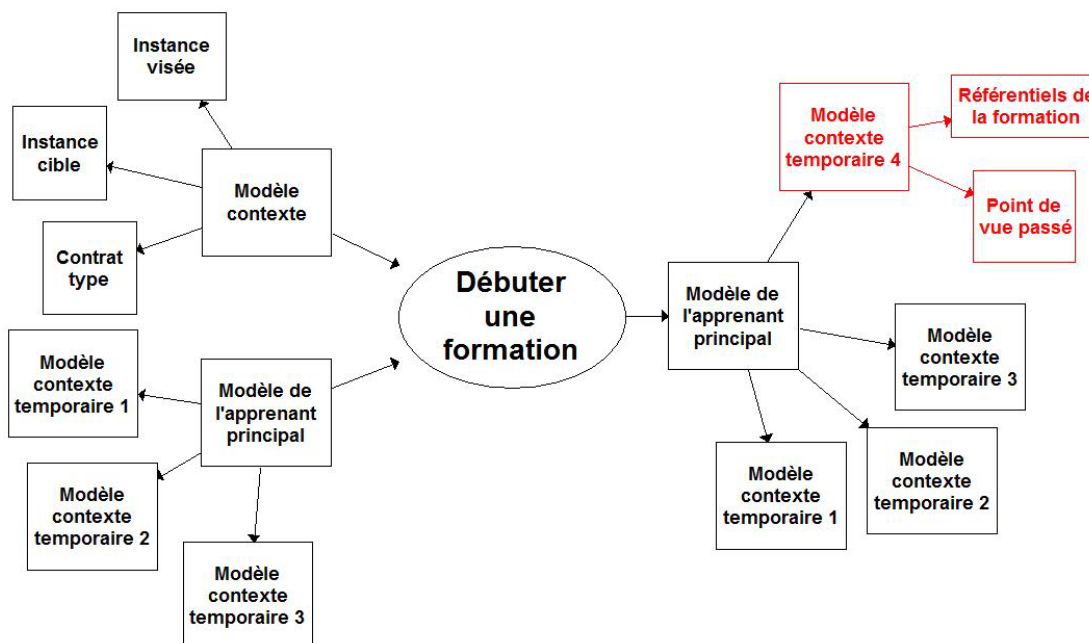 Instance
visée
Instance
cible
Modèle
contexte
Contrat
type
Modèle
contexte
temporaire 1
Modèle de
l'apprenant
principal
Modèle
contexte
temporaire 2
Modèle
contexte
temporaire 3
Débuter
une
formation
Modèle
contexte
temporaire 4
Référentiels de
la formation
Point de
vue passé
Modèle de
l'apprenant
principal
Modèle
contexte
temporaire 3
Modèle
contexte
temporaire 2
Modèle
contexte
temporaire 1